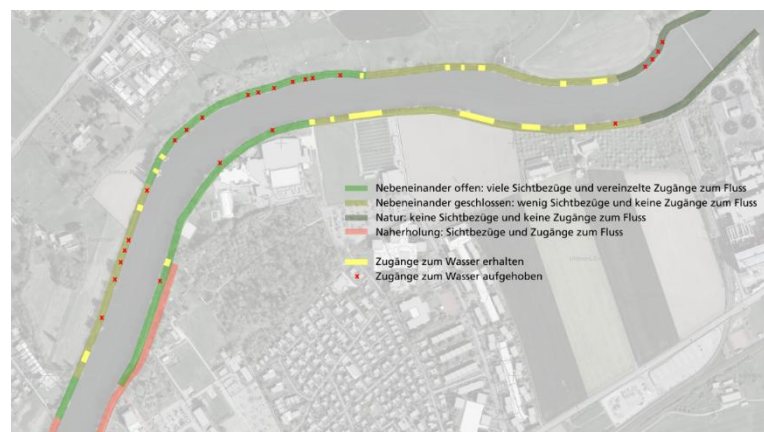 Nebeneinander offen: viele Sichtbezüge und vereinzelte Zugänge zum Fluss
Nebeneinander geschlossen: wenig Sichtbezüge und keine Zugänge zum Fluss
Natur: keine Sichtbezüge und keine Zugänge zum Fluss
Naherholung: Sichtbezüge und Zugänge zum Fluss
Zugänge zum Wasser erhalten
Zugänge zum Wasser aufgehoben